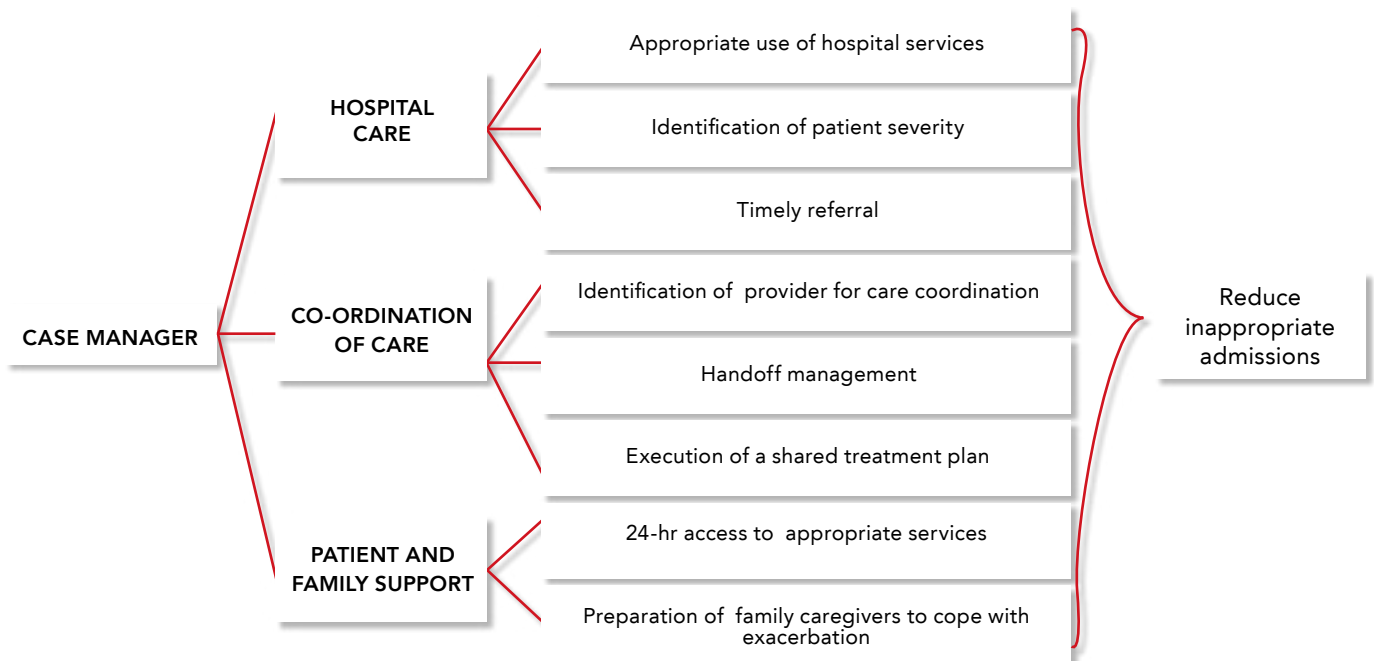 CASE MANAGER
HOSPITAL
CARE
Appropriate use of hospital services
Identification of patient severity
Timely referral
CO-ORDINATION
OF CARE
Identification of provider for care coordination
Handoff management
Execution of a shared treatment plan
PATIENT AND
FAMILY SUPPORT
24-hr access to appropriate services
Preparation of family caregivers to cope with
exacerbation
Reduce
inappropriate
admissions